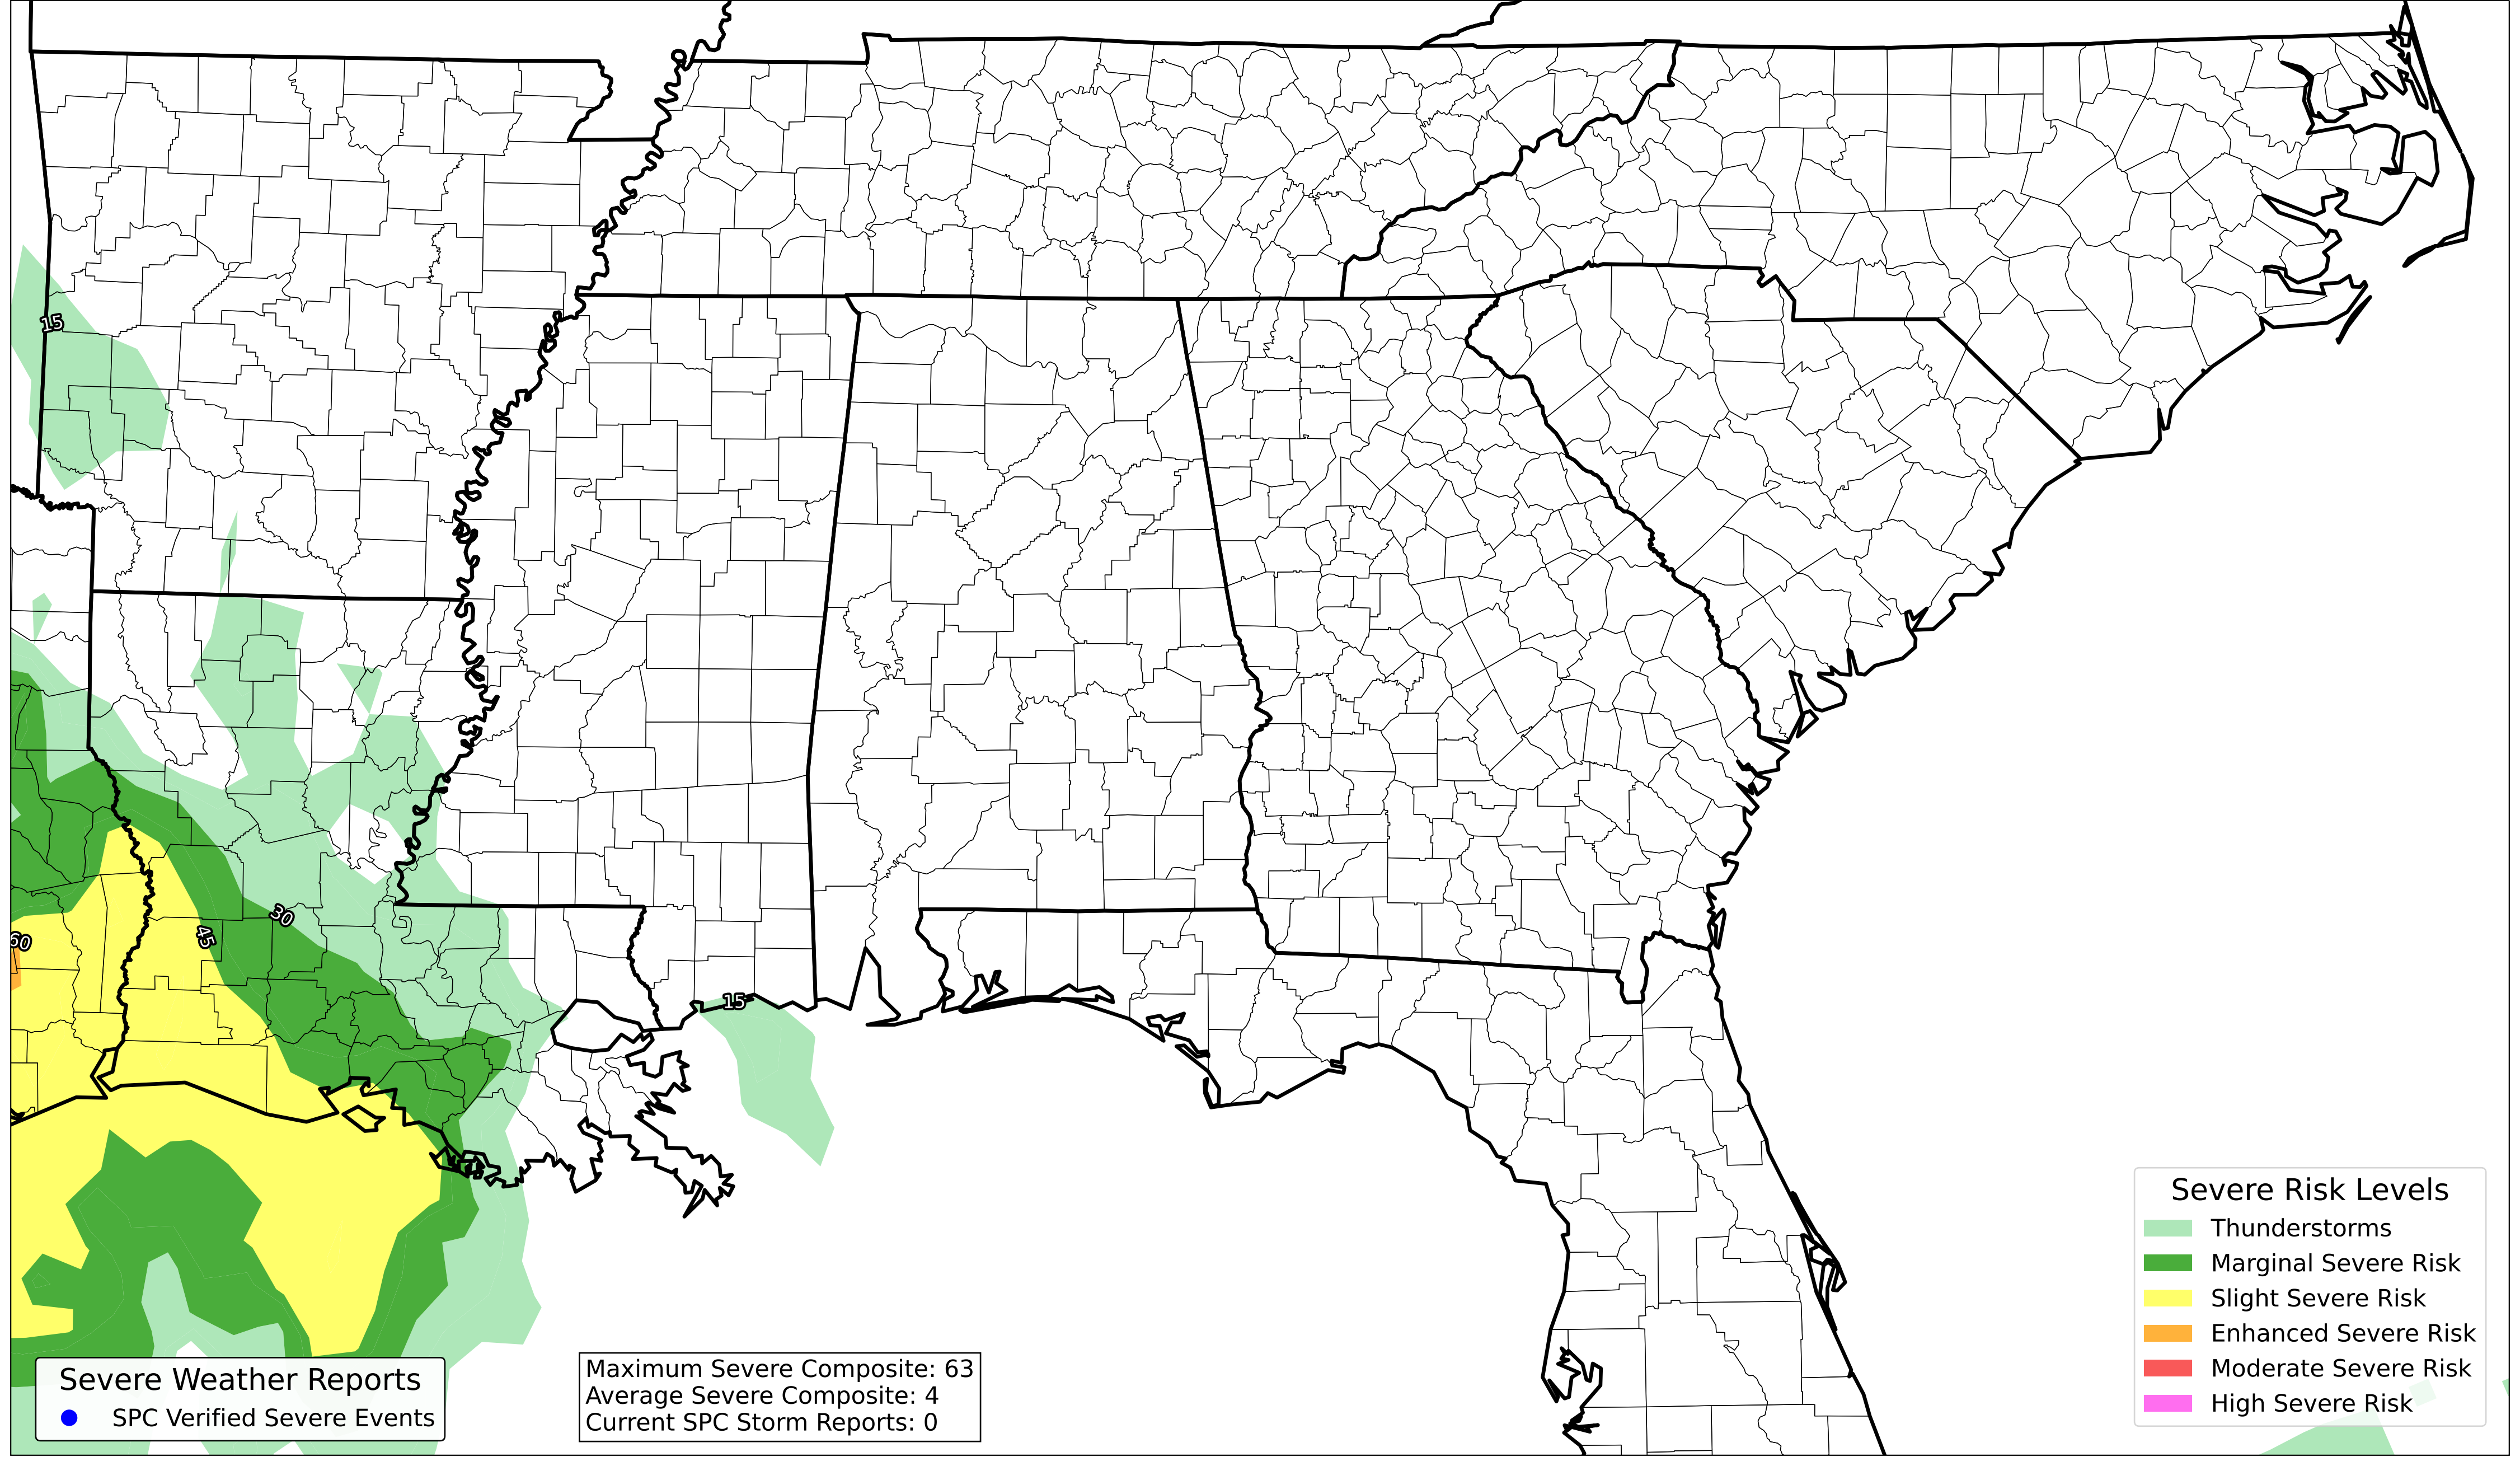 15
30
45
60
15
Severe Risk Levels
Thunderstorms
Marginal Severe Risk
Slight Severe Risk
Enhanced Severe Risk
Moderate Severe Risk
High Severe Risk
Severe Weather Reports
SPC Verified Severe Events
Maximum Severe Composite: 63
Average Severe Composite: 4
Current SPC Storm Reports: 0